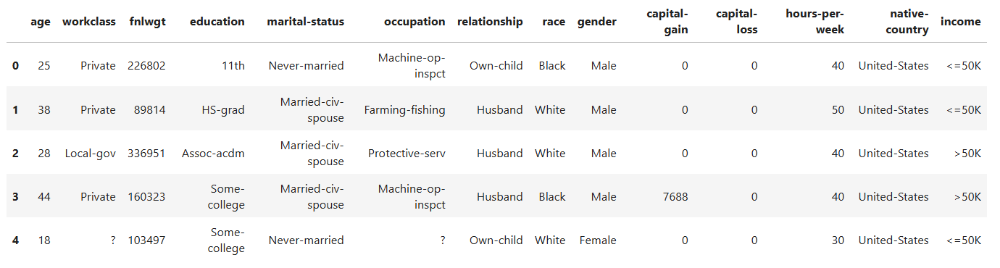 age workclass fnlwgt education marital-status occupation relationship race gender capital-gain capital-loss hours-per-week native-country income
0 25 Private 226802 11th Never-married Machine-op-inspct Own-child Black Male 0 0 40 United-States <=50K
1 38 Private 89814 HS-grad Married-civ-spouse Farming-fishing Husband White Male 0 0 50 United-States <=50K
2 28 Local-gov 336951 Assoc-acdm Married-civ-spouse Protective-serv Husband White Male 0 0 40 United-States >50K
3 44 Private 160323 Some-college Married-civ-spouse Machine-op-inspct Husband Black Male 7688 0 40 United-States >50K
4 18 ? 103497 Some-college Never-married ? Own-child White Female 0 0 30 United-States <=50K